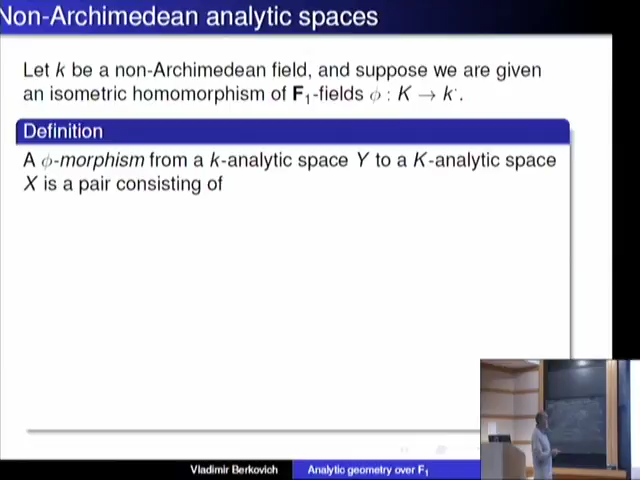 Non-Archimedean analytic spaces
Let k be a non-Archimedean field, and suppose we are given
an isometric homomorphism of F₁-fields ϕ : K → k˙.
Definition
A ϕ-morphism from a k-analytic space Y to a K-analytic space
X is a pair consisting of
Vladimir Berkovich
Analytic geometry over F₁